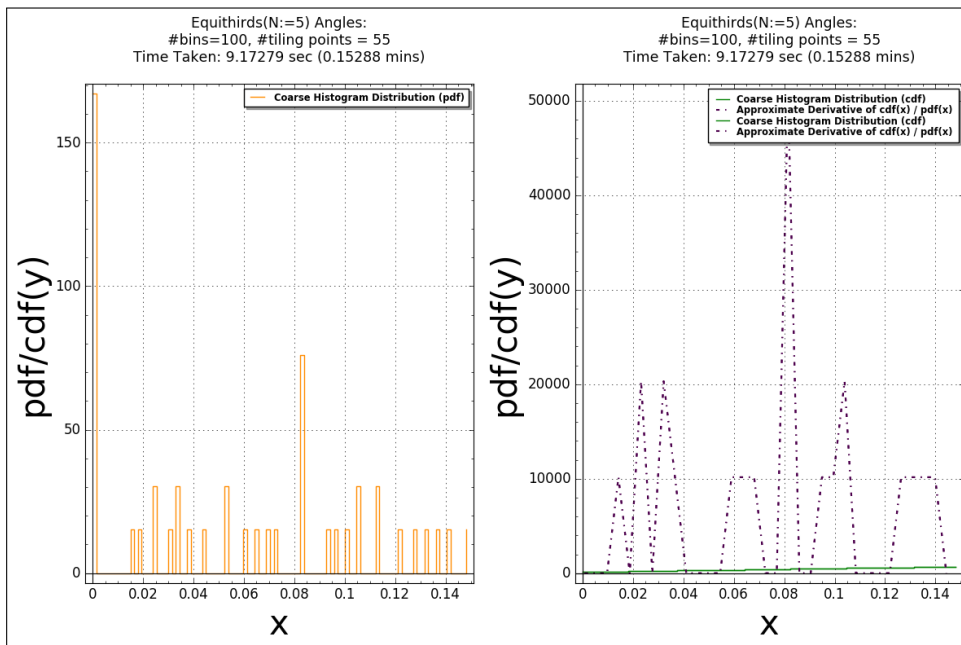 Equithirds(N:=5) Angles:
#bins=100, #tiling points = 55
Time Taken: 9.17279 sec (0.15288 mins)
Coarse Histogram Distribution (pdf)
150
100
50
0
pdf/cdf(y)
0 0.02 0.04 0.06 0.08 0.1 0.12 0.14
x
Equithirds(N:=5) Angles:
#bins=100, #tiling points = 55
Time Taken: 9.17279 sec (0.15288 mins)
Coarse Histogram Distribution (cdf)
Approximate Derivative of cdf(x) / pdf(x)
Coarse Histogram Distribution (cdf)
Approximate Derivative of cdf(x) / pdf(x)
50000
40000
30000
20000
10000
0
pdf/cdf(y)
0 0.02 0.04 0.06 0.08 0.1 0.12 0.14
x